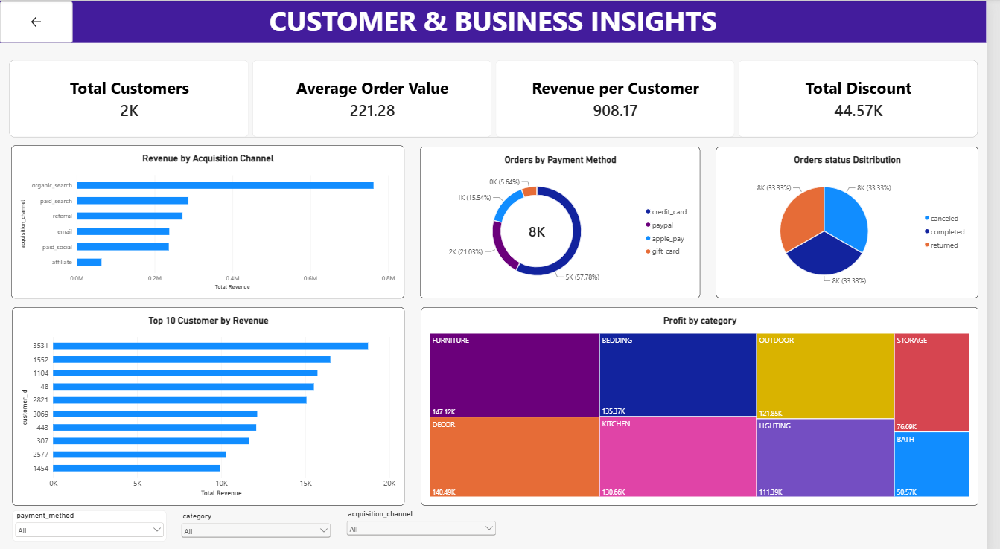 CUSTOMER & BUSINESS INSIGHTS
Total Customers
2K
Average Order Value
221.28
Revenue per Customer
908.17
Total Discount
44.57K
Revenue by Acquisition Channel
acquisition_channel
organic_search
paid_search
referral
email
paid_social
affiliate
0.0M 0.2M 0.4M 0.6M 0.8M
Total Revenue
Orders by Payment Method
0K (5.64%)
1K (15.54%)
2K (21.03%)
5K (57.78%)
8K
credit_card
paypal
apple_pay
gift_card
Orders status Dsitribution
8K (33.33%)
8K (33.33%)
8K (33.33%)
canceled
completed
returned
Top 10 Customer by Revenue
customer_id
3531
1552
1104
48
2821
3069
443
307
2577
1454
0K 5K 10K 15K 20K
Total Revenue
Profit by category
FURNITURE
147.12K
DECOR
140.49K
BEDDING
135.37K
KITCHEN
130.66K
OUTDOOR
121.85K
LIGHTING
111.39K
STORAGE
76.69K
BATH
50.57K
payment_method
All
category
All
acquisition_channel
All